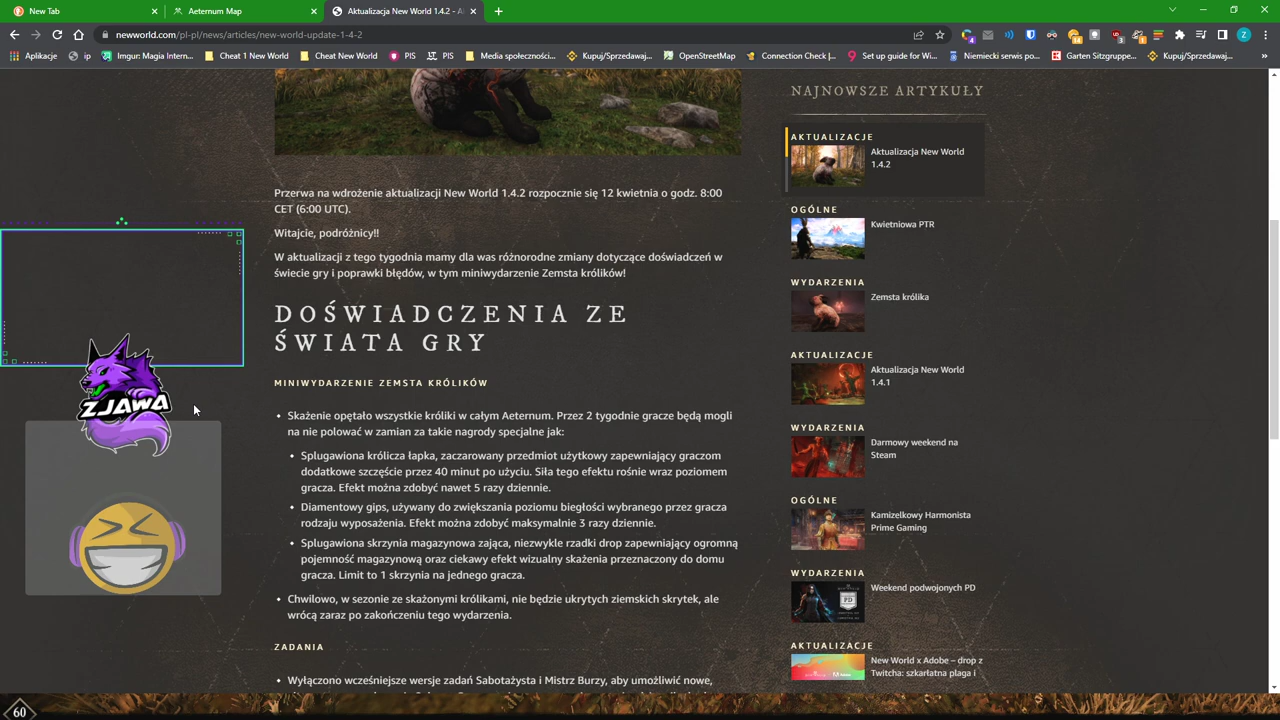 New Tab
Aeternum Map
Aktualizacja New World 1.4.2 - A
newworld.com/pl-pl/news/articles/new-world-update-1-4-2
Aplikacje
ip
Imgur: Magia Intern...
Cheat 1 New World
Cheat New World
PIS
PIS
Media społeczności...
Kupuj/Sprzedawaj...
OpenStreetMap
Connection Check |...
Set up guide for Wi...
Niemiecki serwis po...
Garten Sitzgruppe...
Kupuj/Sprzedawaj...
Przerwa na wdrożenie aktualizacji New World 1.4.2 rozpocznie się 12 kwietnia o godz. 8:00
CET (6:00 UTC).
Witajcie, podróżnicy!!
W aktualizacji z tego tygodnia mamy dla was różnorodne zmiany dotyczące doświadczeń w
świecie gry i poprawki błędów, w tym miniwydarzenie Zemsta królików!
DOŚWIADCZENIA ZE
ŚWIATA GRY
MINIWYDARZENIE ZEMSTA KRÓLIKÓW
• Skażenie opętało wszystkie króliki w całym Aeternum. Przez 2 tygodnie gracze będą mogli
na nie polować w zamian za takie nagrody specjalne jak:
• Splugawiona królicza łapka, zaczarowany przedmiot użytkowy zapewniający graczom
dodatkowe szczęście przez 40 minut po użyciu. Siła tego efektu rośnie wraz poziomem
gracza. Efekt można zdobyć nawet 5 razy dziennie.
• Diamentowy gips, używany do zwiększania poziomu biegłości wybranego przez gracza
rodzaju wyposażenia. Efekt można zdobyć maksymalnie 3 razy dziennie.
• Splugawiona skrzynia magazynowa zająca, niezwykle rzadki drop zapewniający ogromną
pojemność magazynową oraz ciekawy efekt wizualny skażenia przeznaczony do domu
gracza. Limit to 1 skrzynia na jednego gracza.
• Chwilowo, w sezonie ze skażonymi królikami, nie będzie ukrytych ziemskich skrytek, ale
wrócą zaraz po zakończeniu tego wydarzenia.
ZADANIA
• Wyłączono wcześniejsze wersje zadań Sabotażysta i Mistrz Burzy, aby umożliwić nowe,
NAJNOWSZE ARTYKUŁY
AKTUALIZACJE
Aktualizacja New World
1.4.2
OGÓLNE
Kwietniowa PTR
WYDARZENIA
Zemsta królika
AKTUALIZACJE
Aktualizacja New World
1.4.1
WYDARZENIA
Darmowy weekend na
Steam
OGÓLNE
Kamizelkowy Harmonista
Prime Gaming
WYDARZENIA
PD
Weekend podwojonych PD
AKTUALIZACJE
New World x Adobe – drop z
Twitcha: szkarłatna plaga i
ZJAWA
60